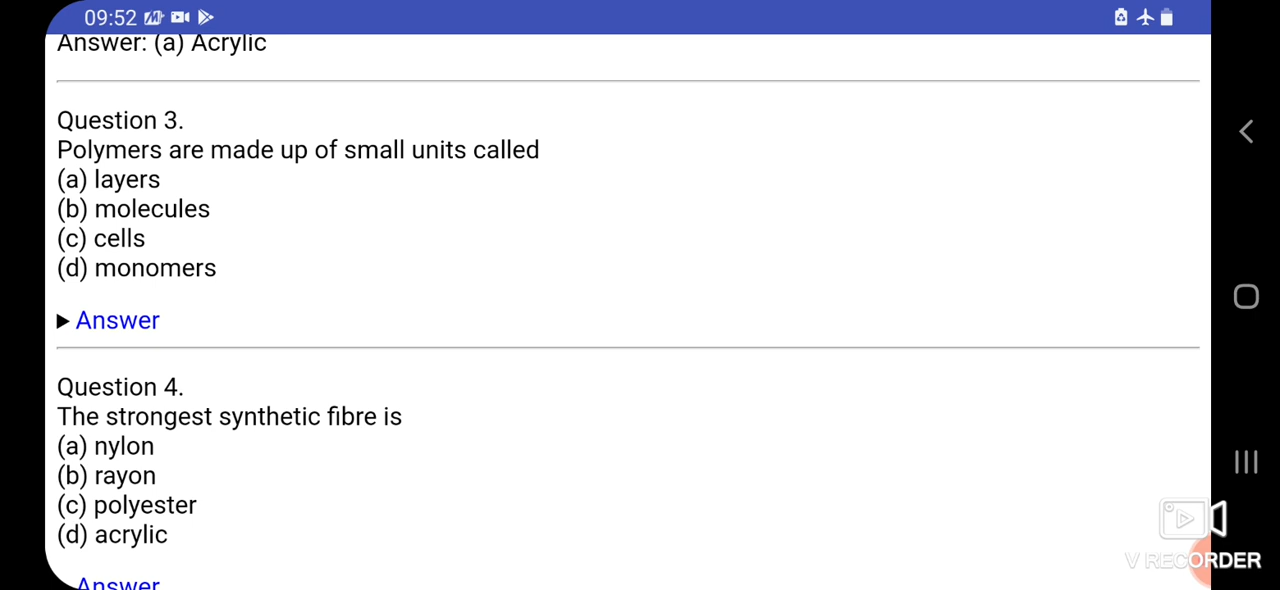 09:52
Answer: (a) Acrylic
Question 3.
Polymers are made up of small units called
(a) layers
(b) molecules
(c) cells
(d) monomers
Answer
Question 4.
The strongest synthetic fibre is
(a) nylon
(b) rayon
(c) polyester
(d) acrylic
Answer
V RECORDER